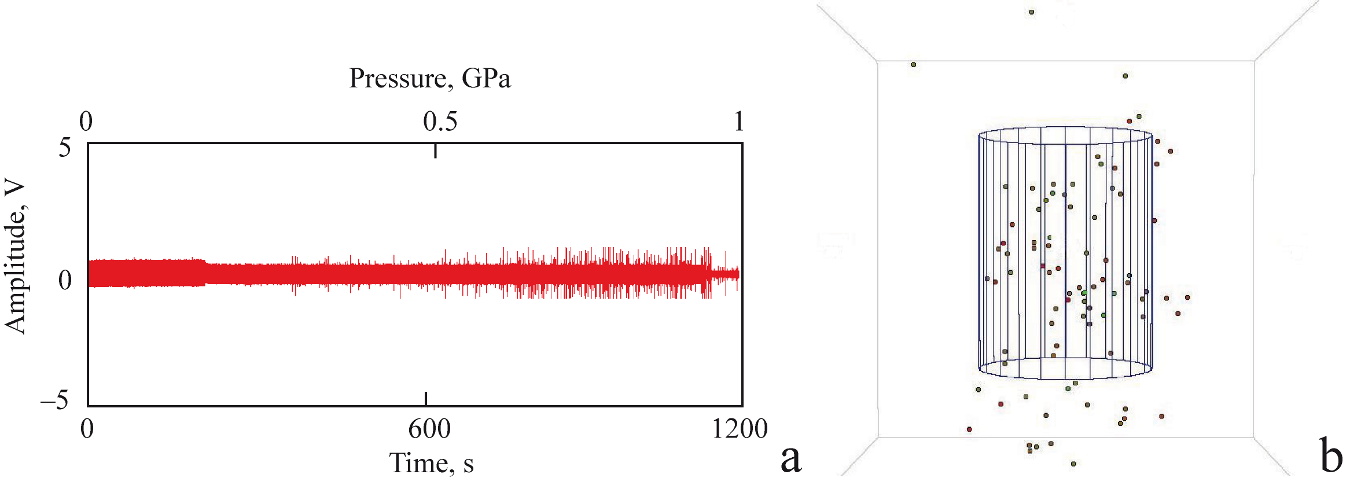 Pressure, GPa
0 0.5 1
5
Amplitude, V
0
–5
0 600 1200
Time, s
a
b